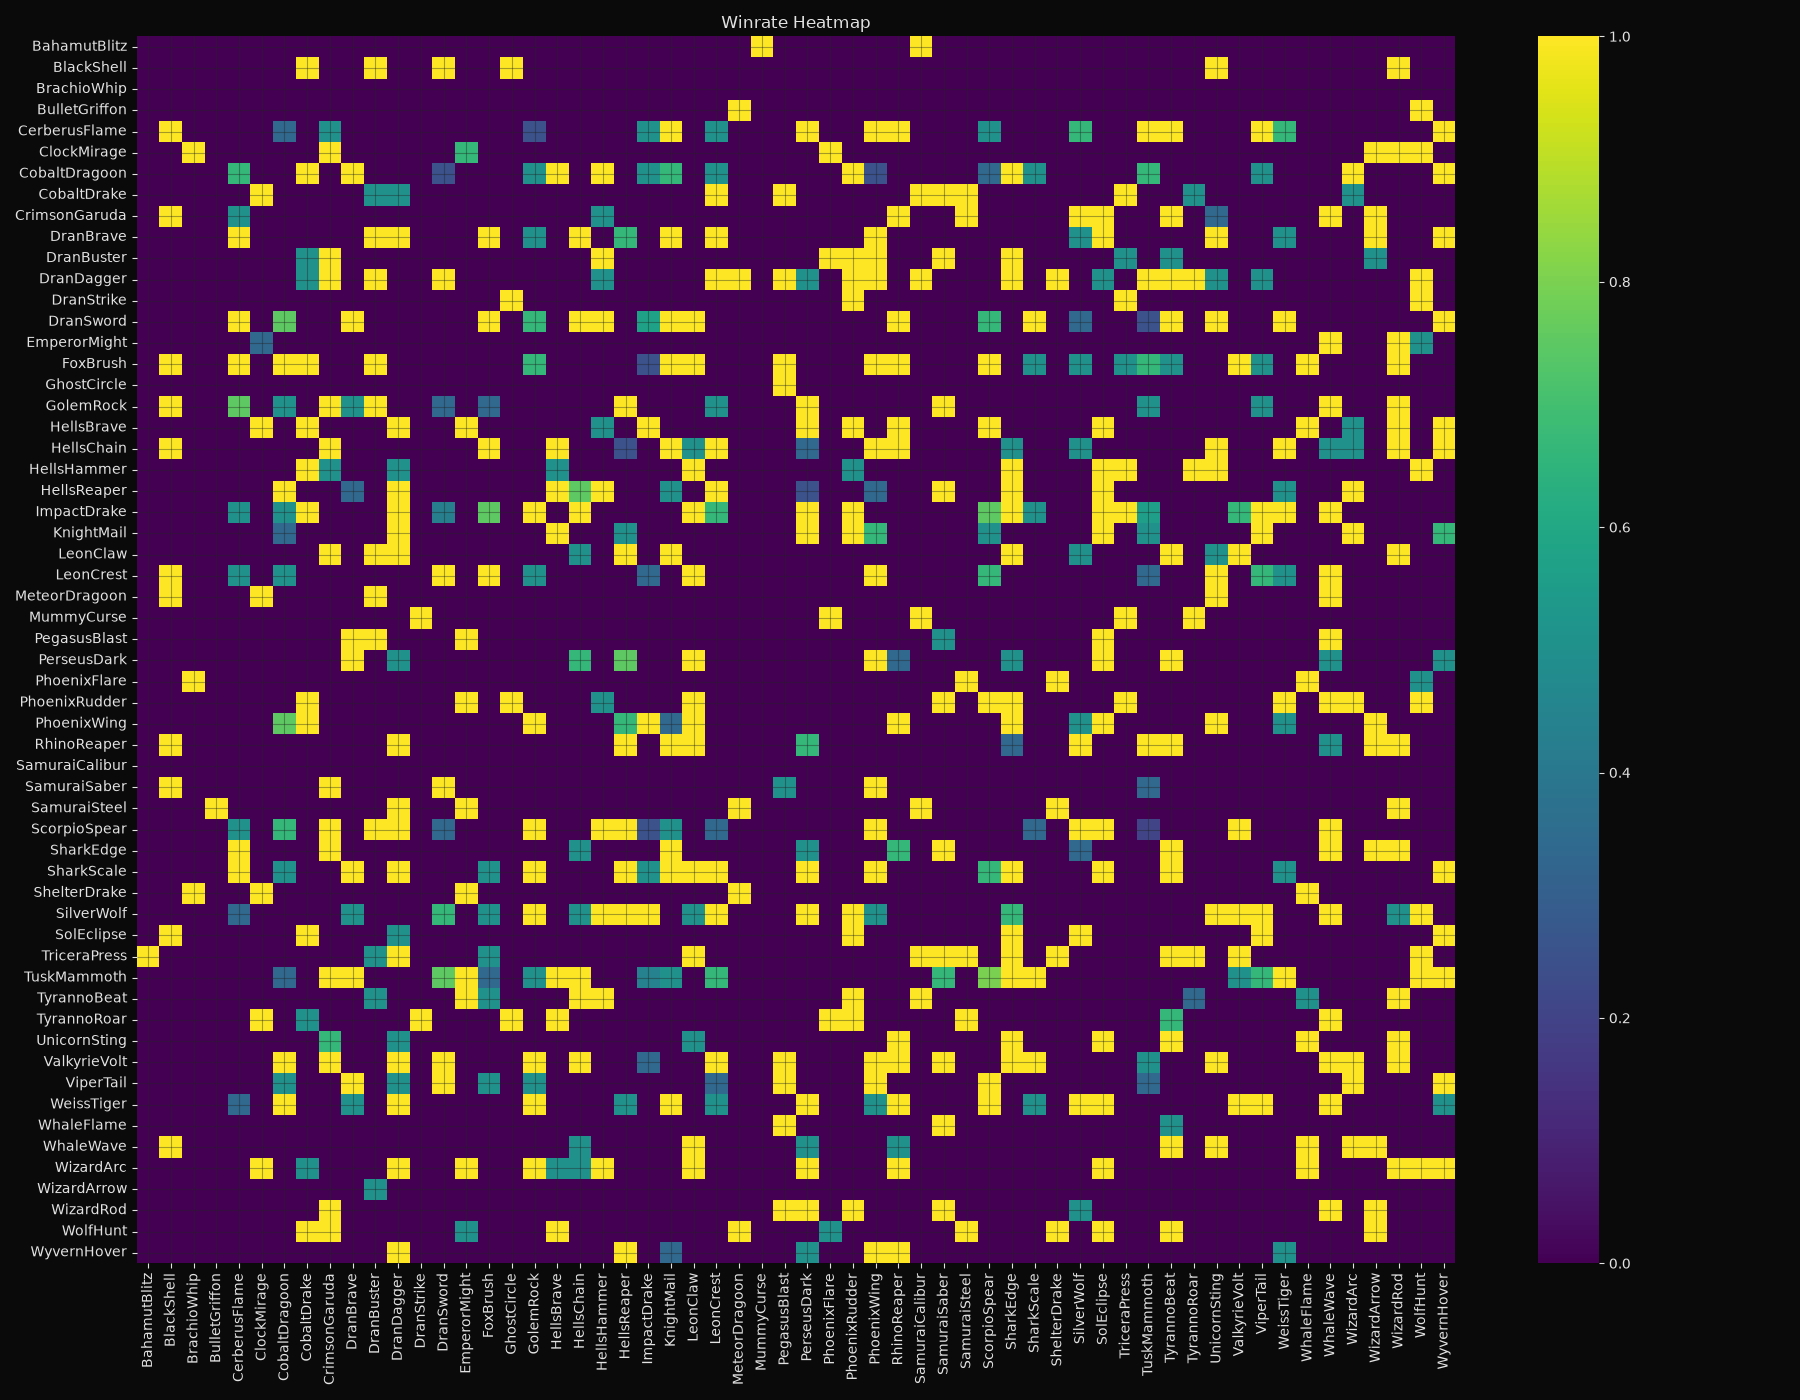 Winrate Heatmap
BahamutBlitz
BlackShell
BrachioWhip
BulletGriffon
CerberusFlame
ClockMirage
CobaltDragoon
CobaltDrake
CrimsonGaruda
DranBrave
DranBuster
DranDagger
DranStrike
DranSword
EmperorMight
FoxBrush
GhostCircle
GolemRock
HellsBrave
HellsChain
HellsHammer
HellsReaper
ImpactDrake
KnightMail
LeonClaw
LeonCrest
MeteorDragoon
MummyCurse
PegasusBlast
PerseusDark
PhoenixFlare
PhoenixRudder
PhoenixWing
RhinoReaper
SamuraiCalibur
SamuraiSaber
SamuraiSteel
ScorpioSpear
SharkEdge
SharkScale
ShelterDrake
SilverWolf
SolEclipse
TriceraPress
TuskMammoth
TyrannoBeat
TyrannoRoar
UnicornSting
ValkyrieVolt
ViperTail
WeissTiger
WhaleFlame
WhaleWave
WizardArc
WizardArrow
WizardRod
WolfHunt
WyvernHover
BahamutBlitz
BlackShell
BrachioWhip
BulletGriffon
CerberusFlame
ClockMirage
CobaltDragoon
CobaltDrake
CrimsonGaruda
DranBrave
DranBuster
DranDagger
DranStrike
DranSword
EmperorMight
FoxBrush
GhostCircle
GolemRock
HellsBrave
HellsChain
HellsHammer
HellsReaper
ImpactDrake
KnightMail
LeonClaw
LeonCrest
MeteorDragoon
MummyCurse
PegasusBlast
PerseusDark
PhoenixFlare
PhoenixRudder
PhoenixWing
RhinoReaper
SamuraiCalibur
SamuraiSaber
SamuraiSteel
ScorpioSpear
SharkEdge
SharkScale
ShelterDrake
SilverWolf
SolEclipse
TriceraPress
TuskMammoth
TyrannoBeat
TyrannoRoar
UnicornSting
ValkyrieVolt
ViperTail
WeissTiger
WhaleFlame
WhaleWave
WizardArc
WizardArrow
WizardRod
WolfHunt
WyvernHover
1.0
0.8
0.6
0.4
0.2
0.0